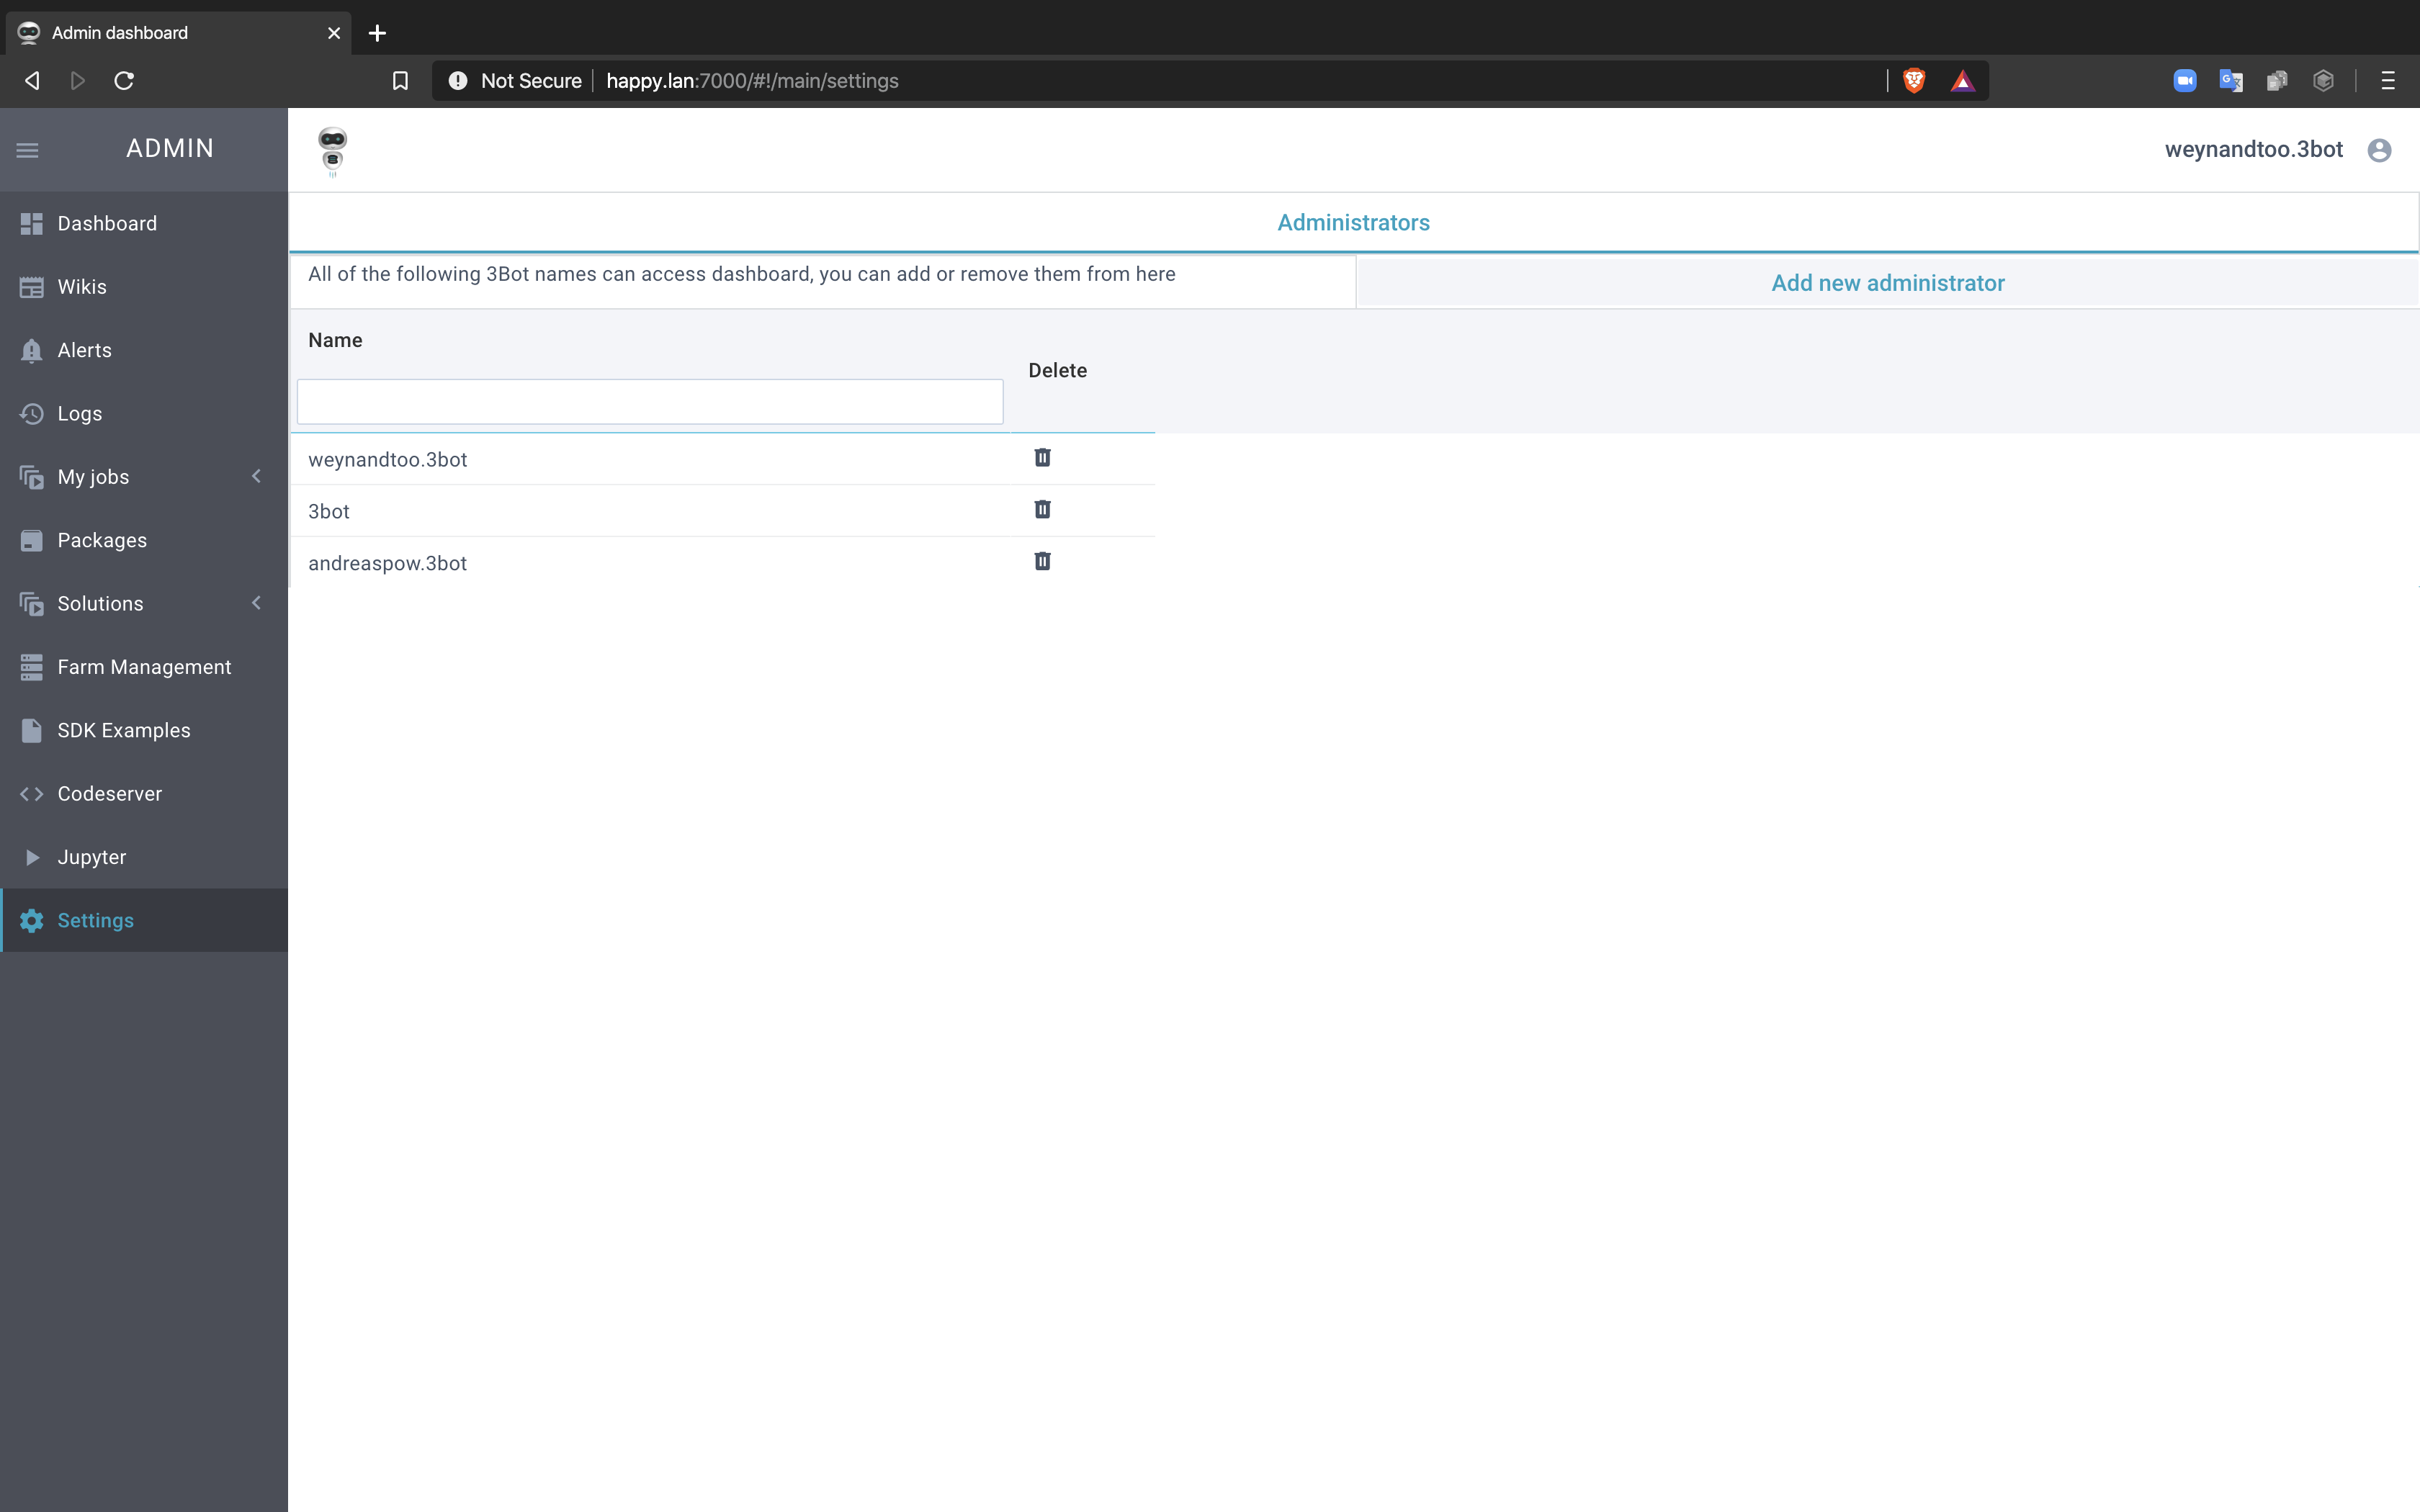 Admin dashboard
Not Secure happy.lan:7000/#!/main/settings
ADMIN
weynandtoo.3bot
Dashboard
Wikis
Alerts
Logs
My jobs
Packages
Solutions
Farm Management
SDK Examples
Codeserver
Jupyter
Settings
Administrators
All of the following 3Bot names can access dashboard, you can add or remove them from here
Add new administrator
Name
Delete
weynandtoo.3bot
3bot
andreaspow.3bot